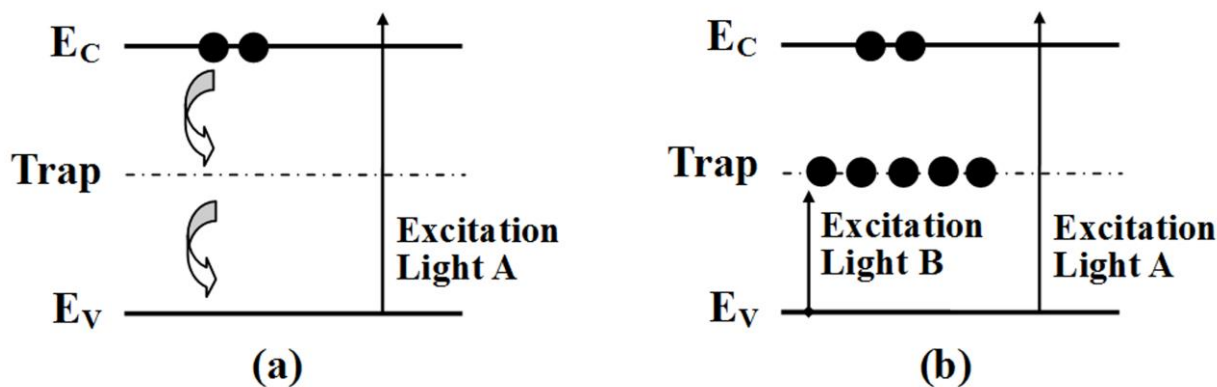 E_C
Trap
Excitation
Light A
E_V
(a)
E_C
Trap
Excitation
Light B
Excitation
Light A
E_V
(b)